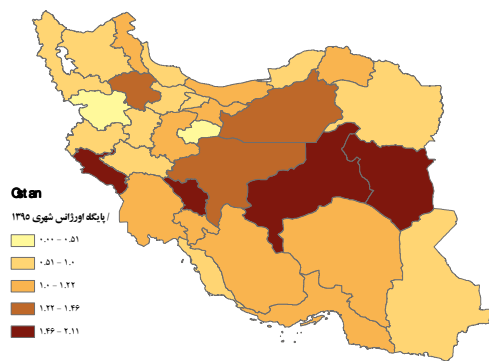 Ostan
/ پایگاه اورژانس شهری ۱۳۹۵
۰.۰۰ - ۰.۵۱
۰.۵۱ - ۱.۰
۱.۰ - ۱.۲۲
۱.۲۲ - ۱.۴۶
۱.۴۶ - ۲.۱۱